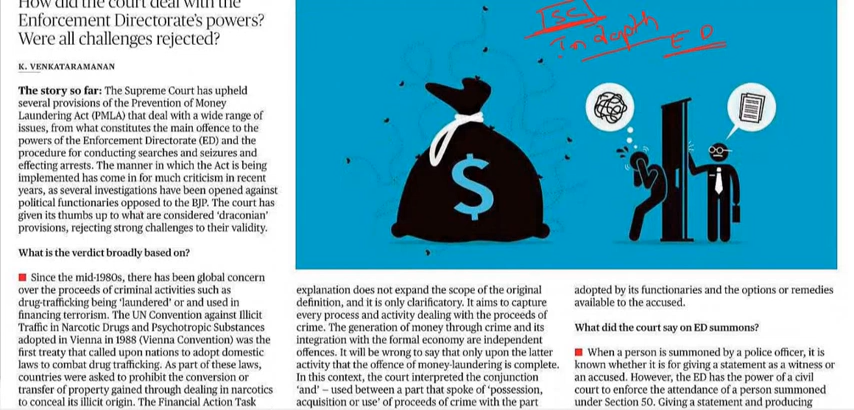 How did the court deal with the
Enforcement Directorate's powers?
Were all challenges rejected?
K. VENKATARAMANAN
The story so far: The Supreme Court has upheld
several provisions of the Prevention of Money
Laundering Act (PMLA) that deal with a wide range of
issues, from what constitutes the main offence to the
powers of the Enforcement Directorate (ED) and the
procedure for conducting searches and seizures and
effecting arrests. The manner in which the Act is being
implemented has come in for much criticism in recent
years, as several investigations have been opened against
political functionaries opposed to the BJP. The court has
given its thumbs up to what are considered 'draconian'
provisions, rejecting strong challenges to their validity.
What is the verdict broadly based on?
Since the mid-1980s, there has been global concern
over the proceeds of criminal activities such as
drug-trafficking being 'laundered' or and used in
financing terrorism. The UN Convention against Illicit
Traffic in Narcotic Drugs and Psychotropic Substances
adopted in Vienna in 1988 (Vienna Convention) was the
first treaty that called upon nations to adopt domestic
laws to combat drug trafficking. As part of these laws,
countries were asked to prohibit the conversion or
transfer of property gained through dealing in narcotics
to conceal its illicit origin. The Financial Action Task
SC
In depth
ED
$
explanation does not expand the scope of the original
definition, and it is only clarificatory. It aims to capture
every process and activity dealing with the proceeds of
crime. The generation of money through crime and its
integration with the formal economy are independent
offences. It will be wrong to say that only upon the latter
activity that the offence of money-laundering is complete.
In this context, the court interpreted the conjunction
'and' – used between a part that spoke of 'possession,
acquisition or use' of proceeds of crime with the part
adopted by its functionaries and the options or remedies
available to the accused.
What did the court say on ED summons?
When a person is summoned by a police officer, it is
known whether it is for giving a statement as a witness or
an accused. However, the ED has the power of a civil
court to enforce the attendance of a person summoned
under Section 50. Giving a statement and producing